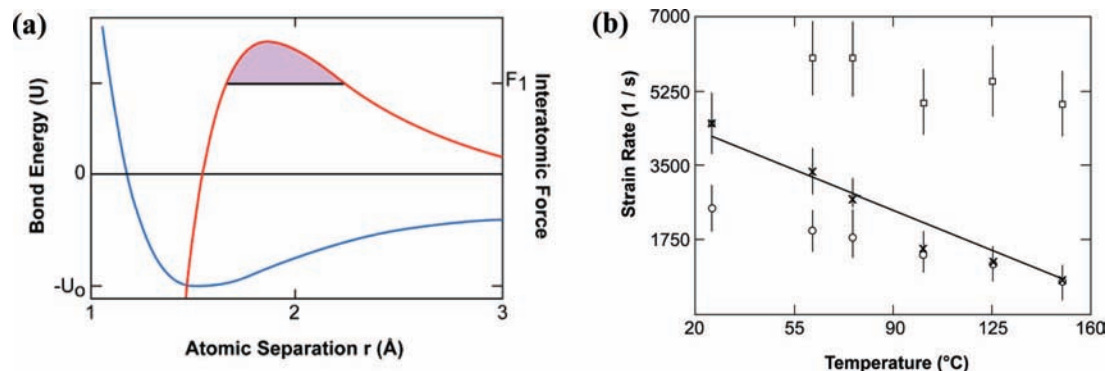 (a)
Bond Energy (U)
0
-U₀
F₁
Interatomic Force
1
2
3
Atomic Separation r (Å)
(b)
Strain Rate (1 / s)
7000
5250
3500
1750
20
55
90
125
160
Temperature (°C)